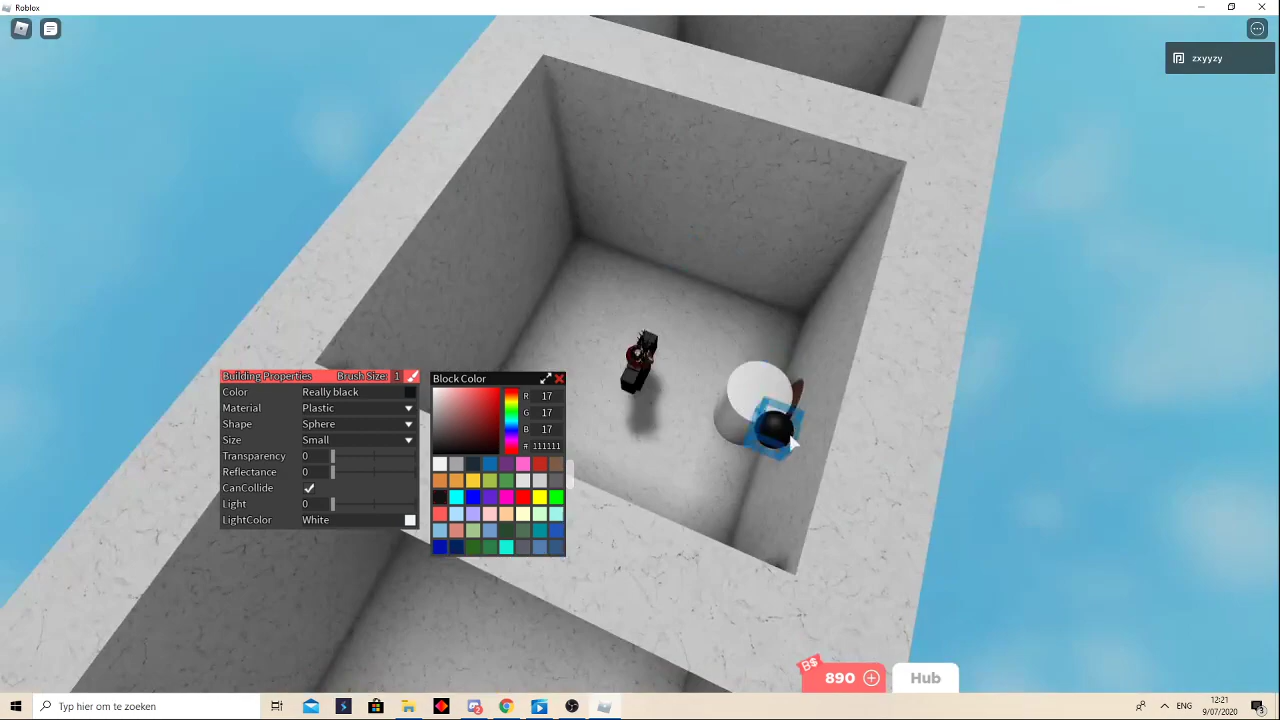 Roblox
zxyyzy
Building Properties Brush Size: 1
Color Really black
Material Plastic
Shape Sphere
Size Small
Transparency 0
Reflectance 0
CanCollide
Light 0
LightColor White
Block Color
R 17
G 17
B 17
# 111111
B$
890
Hub
Typ hier om te zoeken
ENG
12:21
9/07/2020